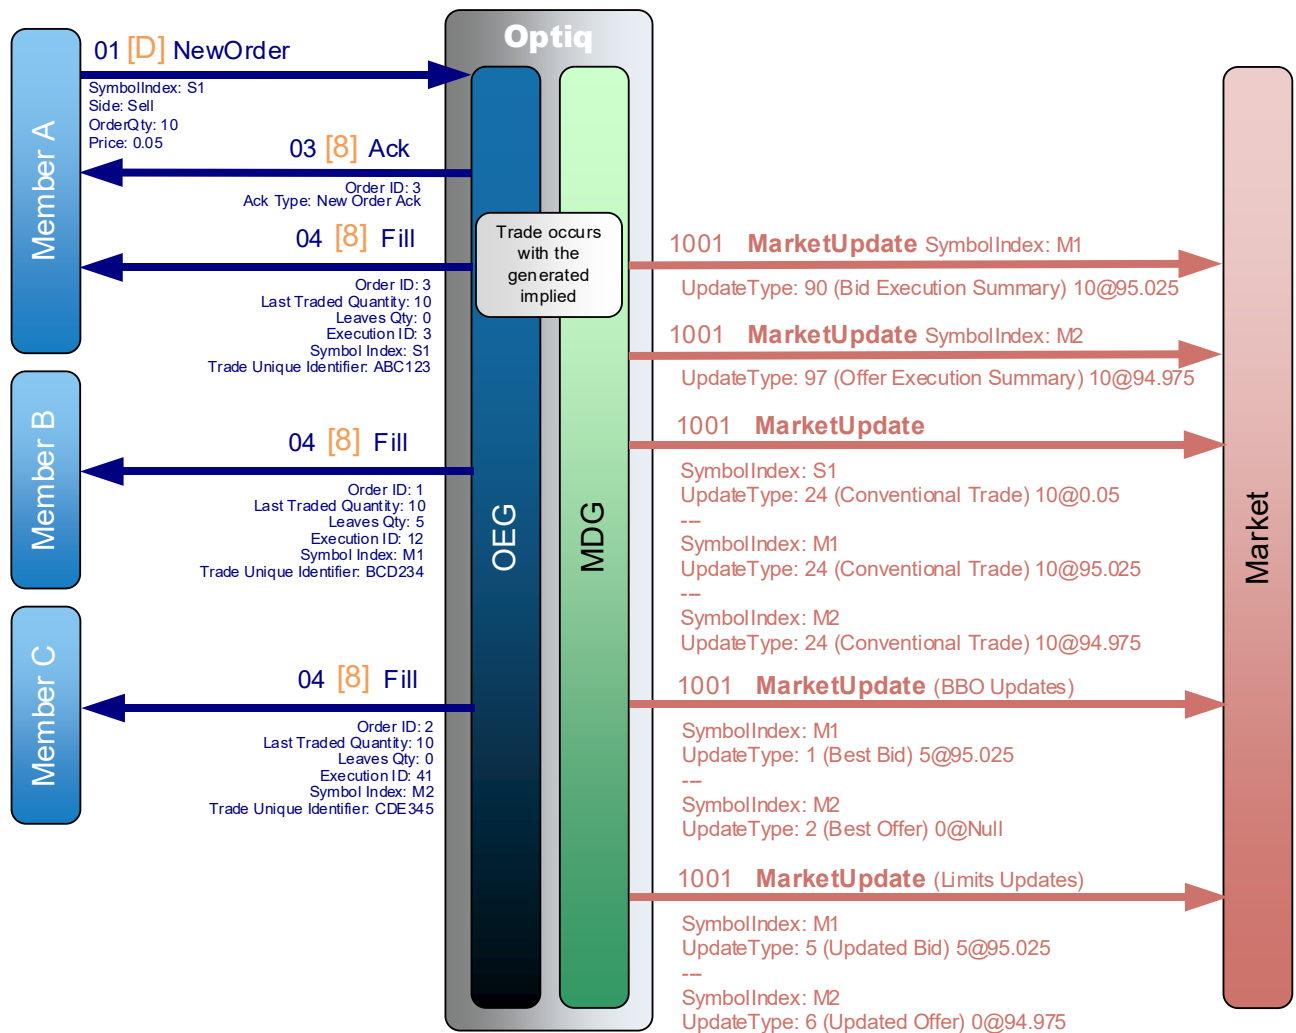 Optiq
Member A
01 [D] NewOrder
SymbolIndex: S1
Side: Sell
OrderQty: 10
Price: 0.05
03 [8] Ack
Order ID: 3
Ack Type: New Order Ack
04 [8] Fill
Order ID: 3
Last Traded Quantity: 10
Leaves Qty: 0
Execution ID: 3
Symbol Index: S1
Trade Unique Identifier: ABC123
Member B
04 [8] Fill
Order ID: 1
Last Traded Quantity: 10
Leaves Qty: 5
Execution ID: 12
Symbol Index: M1
Trade Unique Identifier: BCD234
Member C
04 [8] Fill
Order ID: 2
Last Traded Quantity: 10
Leaves Qty: 0
Execution ID: 41
Symbol Index: M2
Trade Unique Identifier: CDE345
Trade occurs
with the
generated
implied
OEG
MDG
1001 MarketUpdate SymbolIndex: M1
UpdateType: 90 (Bid Execution Summary) 10@95.025
1001 MarketUpdate SymbolIndex: M2
UpdateType: 97 (Offer Execution Summary) 10@94.975
1001 MarketUpdate
SymbolIndex: S1
UpdateType: 24 (Conventional Trade) 10@0.05
---
SymbolIndex: M1
UpdateType: 24 (Conventional Trade) 10@95.025
---
SymbolIndex: M2
UpdateType: 24 (Conventional Trade) 10@94.975
1001 MarketUpdate (BBO Updates)
SymbolIndex: M1
UpdateType: 1 (Best Bid) 5@95.025
---
SymbolIndex: M2
UpdateType: 2 (Best Offer) 0@Null
1001 MarketUpdate (Limits Updates)
SymbolIndex: M1
UpdateType: 5 (Updated Bid) 5@95.025
---
SymbolIndex: M2
UpdateType: 6 (Updated Offer) 0@94.975
Market